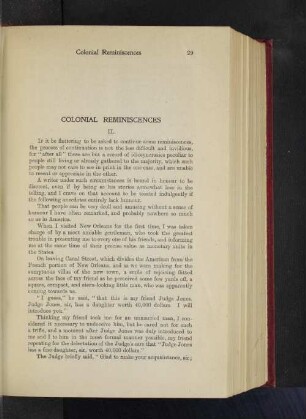 Colonial Reminiscences 29
COLONIAL REMINISCENCES
II.
If it be flattering to be asked to continue some reminiscences,
the process of continuation is not the less difficult and invidious,
for "after all" these are but a record of idiosyncrasies peculiar to
people still living or already gathered to the majority, which such
people may not care to see in print in the one case, and are unable
to resent or appreciate in the other.
A writer under such circumstances is bound in honour to be
discreet, even if by being so his stories somewhat lose in the
telling, and I crave on that account to be treated indulgently if
the following anecdotes entirely lack humour.
That people can be very droll and amusing without a sense of
humour I have often remarked, and probably nowhere so much
so as in America.
When I visited New Orleans for the first time, I was taken
charge of by a most amiable gentleman, who took the greatest
trouble in presenting me to every one of his friends, and informing
me at the same time of their precise value in monetary units in
the States.
On leaving Canal Street, which divides the American from the
French portion of New Orleans, and as we were making for the
sumptuous villas of the new town, a smile of rejoicing flitted
across the face of my friend as he perceived some few yards off, a
spare, compact, and stern-looking little man, who was apparently
coming towards us.
"I guess," he said, "that this is my friend Judge Jones.
Judge Jones, sir, has a daughter worth 40,000 dollars. I will
introduce you."
Thinking my friend took me for an unmarried man, I con-
sidered it necessary to undeceive him, but he cared not for such
a trifle, and a moment after Judge Jones was duly introduced to
me and I to him in the most formal manner possible, my friend
repeating for the delectation of the Judge's ears that "Judge Jones
has a fine daughter, sir, worth 40,000 dollars."
The Judge briefly said, "Glad to make your acquaintance, sir;